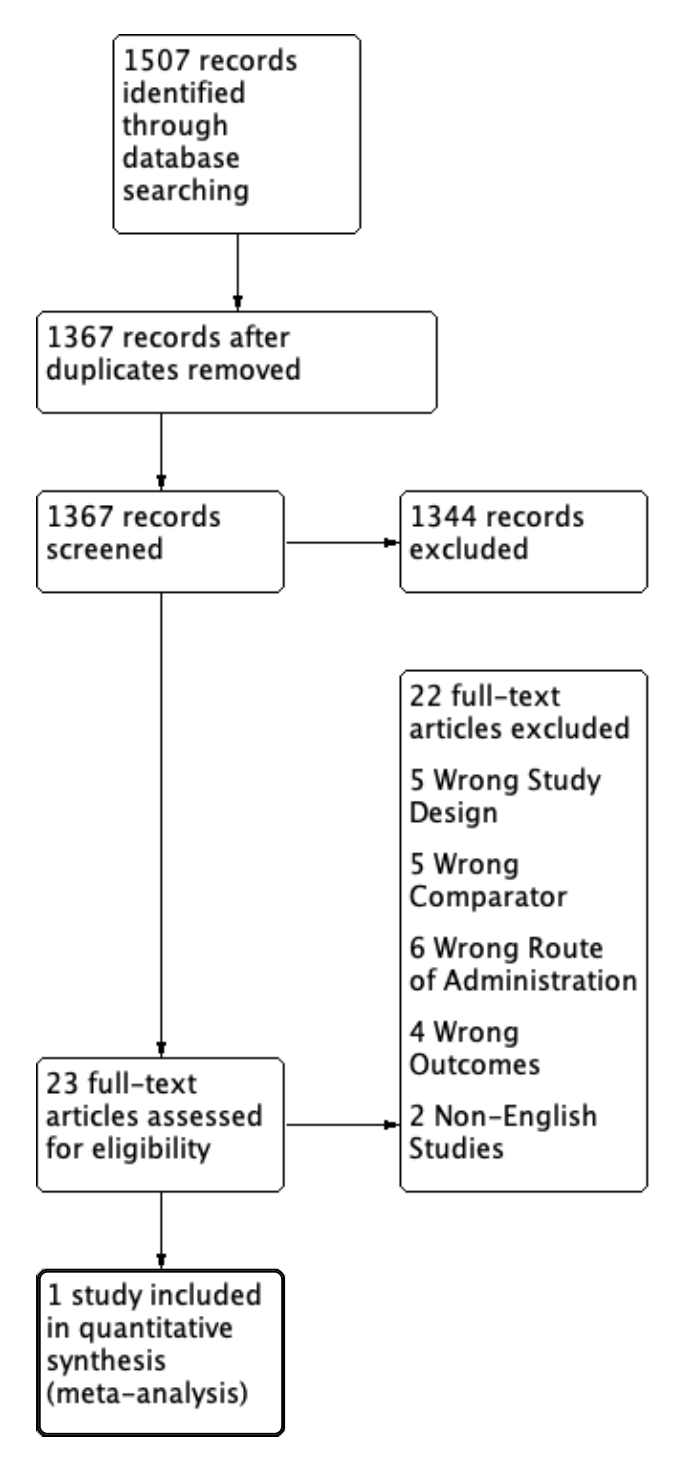 1507 records
identified
through
database
searching
1367 records after
duplicates removed
1367 records
screened
1344 records
excluded
22 full-text
articles excluded
5 Wrong Study
Design
5 Wrong
Comparator
6 Wrong Route
of Administration
4 Wrong
Outcomes
2 Non-English
Studies
23 full-text
articles assessed
for eligibility
1 study included
in quantitative
synthesis
(meta-analysis)